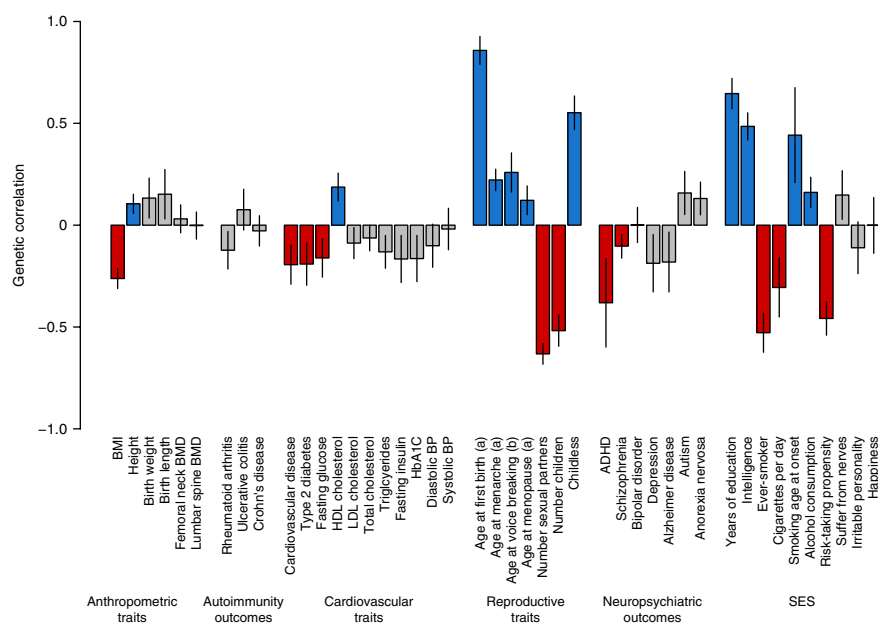 1.0
0.5
0
−0.5
−1.0
Genetic correlation
BMI
Height
Birth weight
Birth length
Femoral neck BMD
Lumbar spine BMD
Rheumatoid arthritis
Ulcerative colitis
Crohn's disease
Cardiovascular disease
Type 2 diabetes
Fasting glucose
HDL cholesterol
LDL cholesterol
Total cholesterol
Triglcyerides
Fasting insulin
HbA1C
Diastolic BP
Systolic BP
Age at first birth (a)
Age at menarche (a)
Age at voice breaking (b)
Age at menopause (a)
Number sexual partners
Number children
Childless
ADHD
Schizophrenia
Bipolar disorder
Depression
Alzheimer disease
Autism
Anorexia nervosa
Years of education
Intelligence
Ever-smoker
Cigarettes per day
Smoking age at onset
Alcohol consumption
Risk-taking propensity
Suffer from nerves
Irritable personality
Happiness
Anthropometric
traits
Autoimmunity
outcomes
Cardiovascular
traits
Reproductive
traits
Neuropsychiatric
outcomes
SES